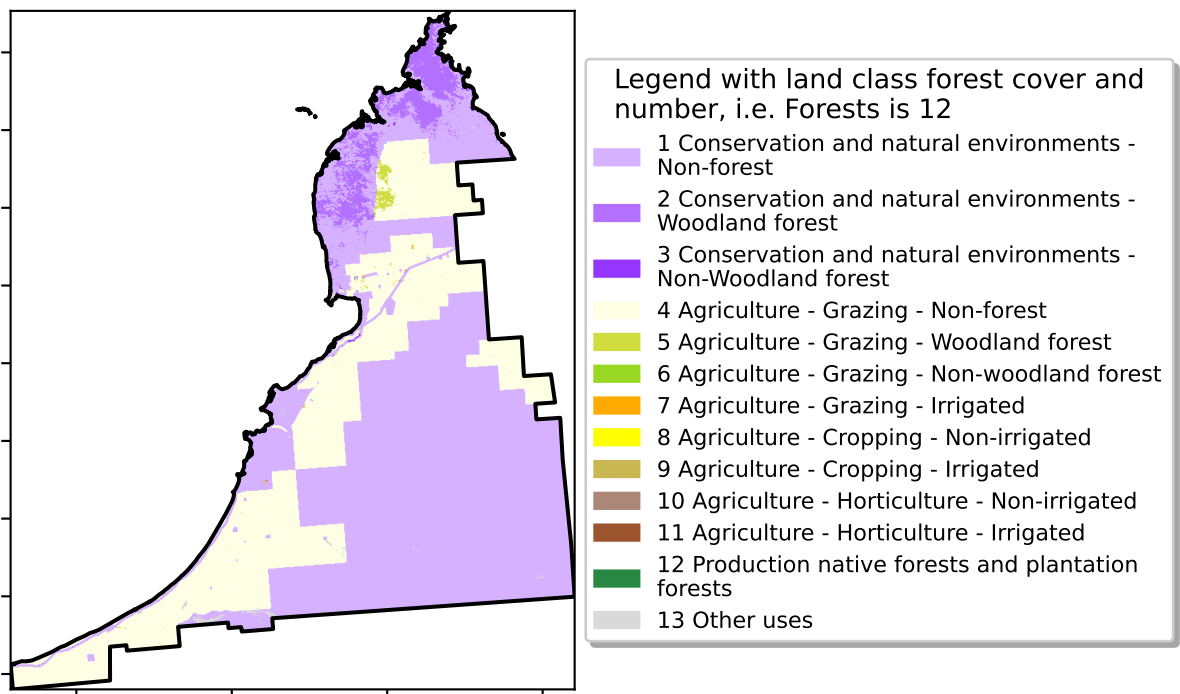 Legend with land class forest cover and
number, i.e. Forests is 12
1 Conservation and natural environments -
Non-forest
2 Conservation and natural environments -
Woodland forest
3 Conservation and natural environments -
Non-Woodland forest
4 Agriculture - Grazing - Non-forest
5 Agriculture - Grazing - Woodland forest
6 Agriculture - Grazing - Non-woodland forest
7 Agriculture - Grazing - Irrigated
8 Agriculture - Cropping - Non-irrigated
9 Agriculture - Cropping - Irrigated
10 Agriculture - Horticulture - Non-irrigated
11 Agriculture - Horticulture - Irrigated
12 Production native forests and plantation
forests
13 Other uses